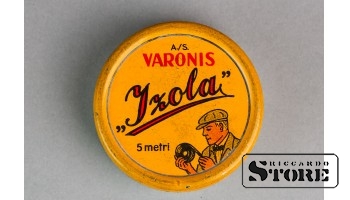 A./S.
VARONIS
„Izola”
5 metri
RICCARDO
STORE